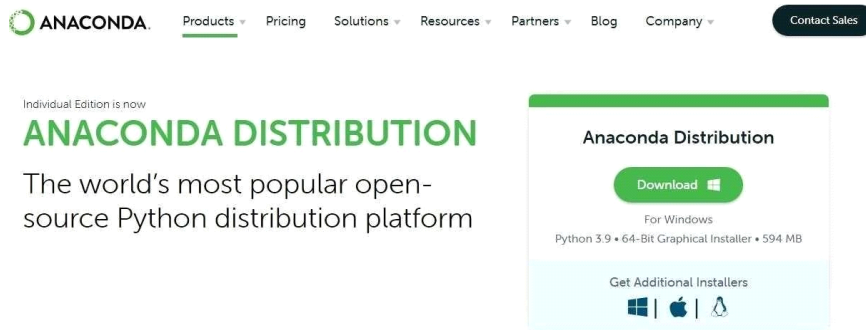 ANACONDA.
Products
Pricing
Solutions
Resources
Partners
Blog
Company
Contact Sales
Individual Edition is now
ANACONDA DISTRIBUTION
The world's most popular open-
source Python distribution platform
Anaconda Distribution
Download
For Windows
Python 3.9 • 64-Bit Graphical Installer • 594 MB
Get Additional Installers